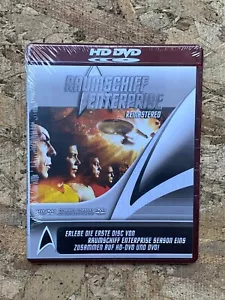 HD DVD
RAUMSCHIFF
ENTERPRISE
REMASTERED
ERLEBE DIE ERSTE DISC VON
RAUMSCHIFF ENTERPRISE SEASON EINS
ZUSAMMEN AUF HD-DVD UND DVD!